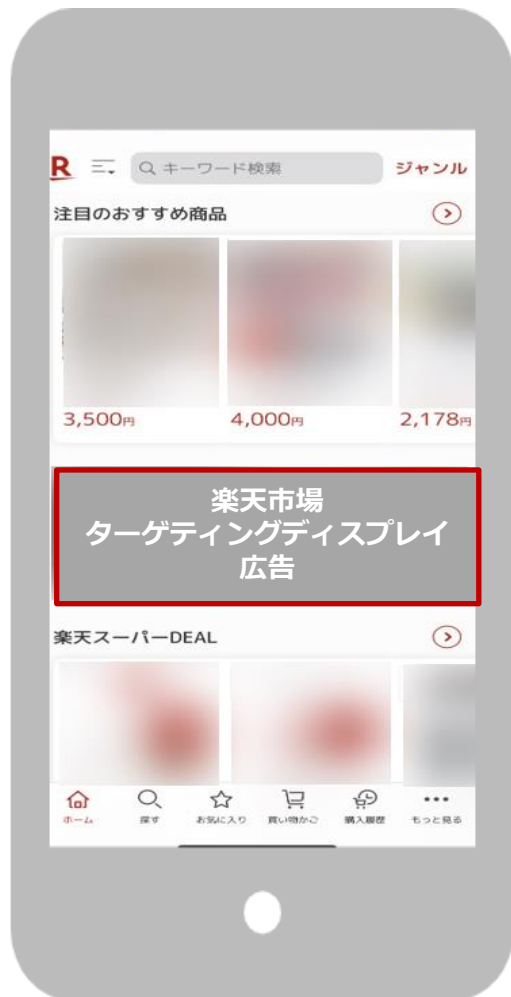 R
キーワード検索
ジャンル
注目のおすすめ商品
3,500円
4,000円
2,178円
楽天市場
ターゲティングディスプレイ
広告
楽天スーパーDEAL
ホーム
探す
お気に入り
買い物かご
購入履歴
もっと見る